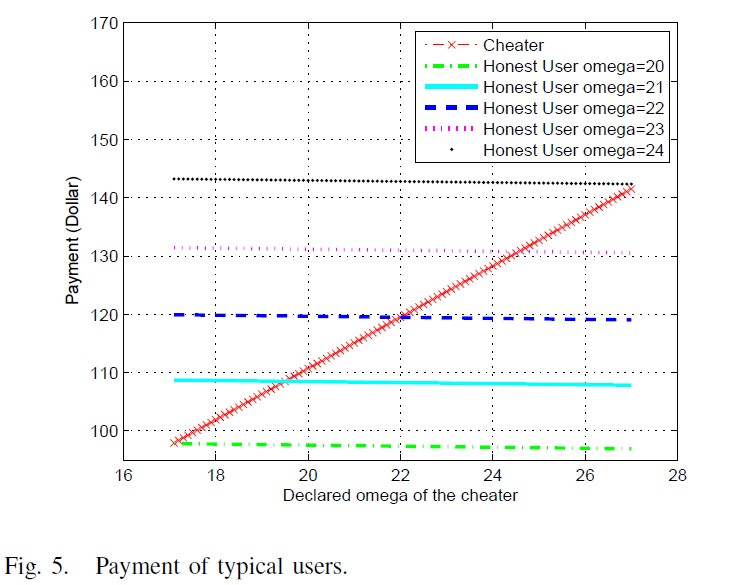 170
160
150
140
130
120
110
100
Payment (Dollar)
Cheater
Honest User omega=20
Honest User omega=21
Honest User omega=22
Honest User omega=23
Honest User omega=24
16 18 20 22 24 26 28
Declared omega of the cheater
Fig. 5. Payment of typical users.